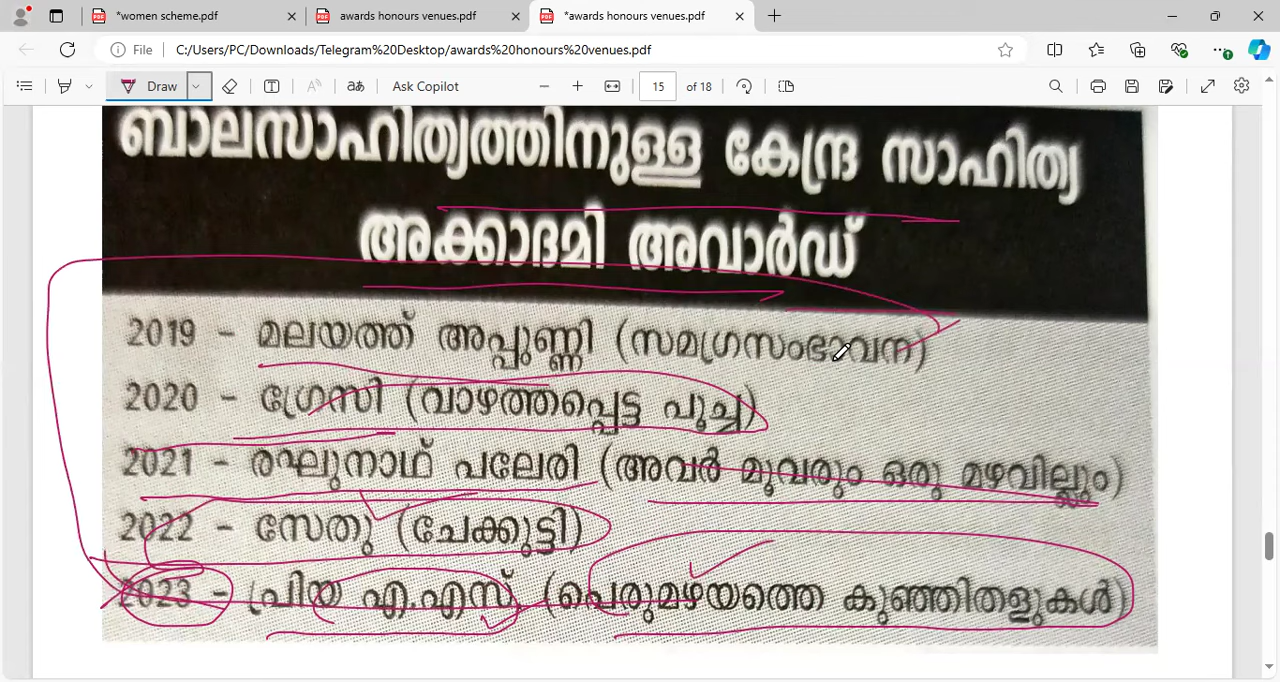 *women scheme.pdf
awards honours venues.pdf
*awards honours venues.pdf
File
C:/Users/PC/Downloads/Telegram%20Desktop/awards%20honours%20venues.pdf
Draw
Ask Copilot
15 of 18
ബാലസാഹിത്യത്തിനുള്ള കേന്ദ്ര സാഹിത്യ
അക്കാദമി അവാർഡ്
2019 - മലയത്ത് അപ്പുണ്ണി (സമഗ്രസംഭാവന)
2020 - ഗ്രേസി (വാഴത്തപ്പെട്ട പൂച്ച)
2021 - രഘുനാഥ് പലേരി (അവർ മൂവരും ഒരു മഴവില്ലും)
2022 - സേതു (ചേക്കുട്ടി)
2023 - പ്രിയ എ.എസ് (പെരുമഴയത്തെ കുഞ്ഞിതളുകൾ)